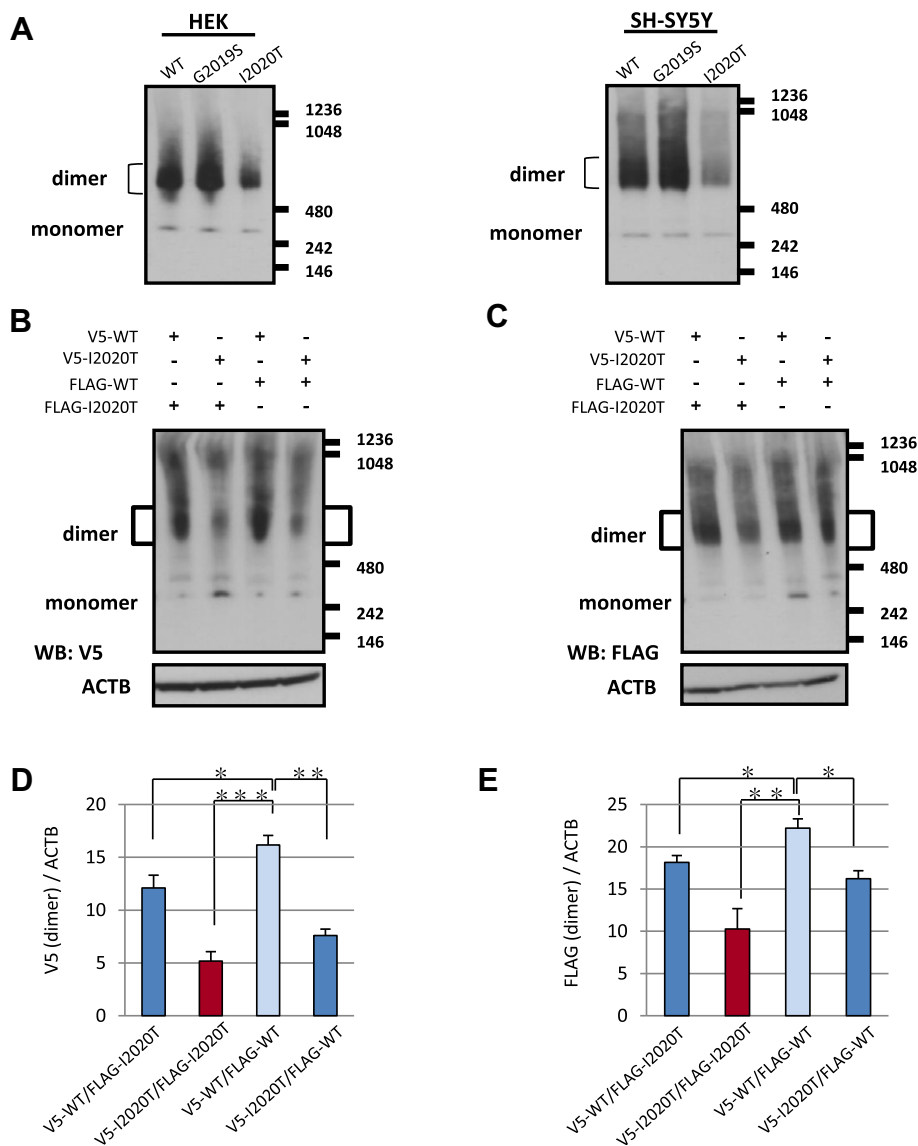 A
HEK
WT G2019S I2020T
1236
1048
dimer
480
monomer
242
146
SH-SY5Y
WT G2019S I2020T
1236
1048
dimer
480
monomer
242
146
B
V5-WT + - + -
V5-I2020T - + - +
FLAG-WT - - + +
FLAG-I2020T + + - -
1236
1048
dimer
480
monomer
242
146
WB: V5
ACTB
C
V5-WT + - + -
V5-I2020T - + - +
FLAG-WT - - + +
FLAG-I2020T + + - -
1236
1048
dimer
480
monomer
242
146
WB: FLAG
ACTB
D
* **
***
V5 (dimer) / ACTB
20
15
10
5
0
V5-WT/FLAG-I2020T
V5-I2020T/FLAG-I2020T
V5-WT/FLAG-WT
V5-I2020T/FLAG-WT
E
* *
**
FLAG (dimer) / ACTB
25
20
15
10
5
0
V5-WT/FLAG-I2020T
V5-I2020T/FLAG-I2020T
V5-WT/FLAG-WT
V5-I2020T/FLAG-WT